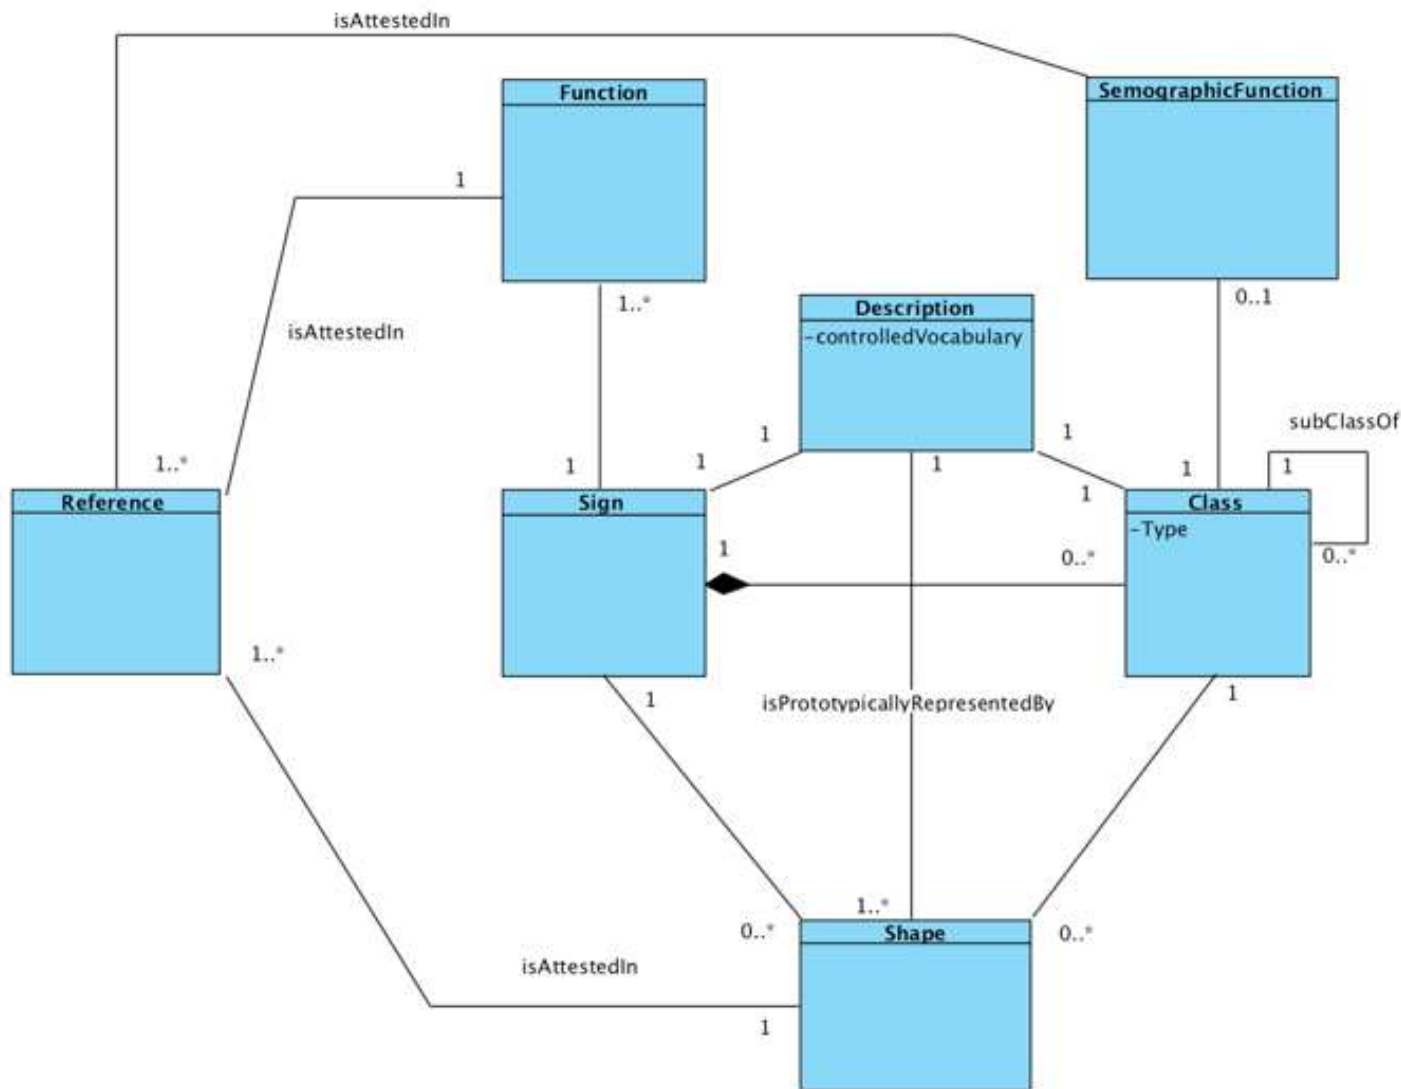 isAttestedIn
Function
SemographicFunction
1
1..*
0..1
Description
-controlledVocabulary
isAttestedIn
subClassOf
1
1
1..*
1
1
1
1
1
1
Reference
Sign
Class
-Type
1
0..*
0..*
1..*
1
isPrototypicallyRepresentedBy
1
1..*
0..*
0..*
Shape
isAttestedIn
1